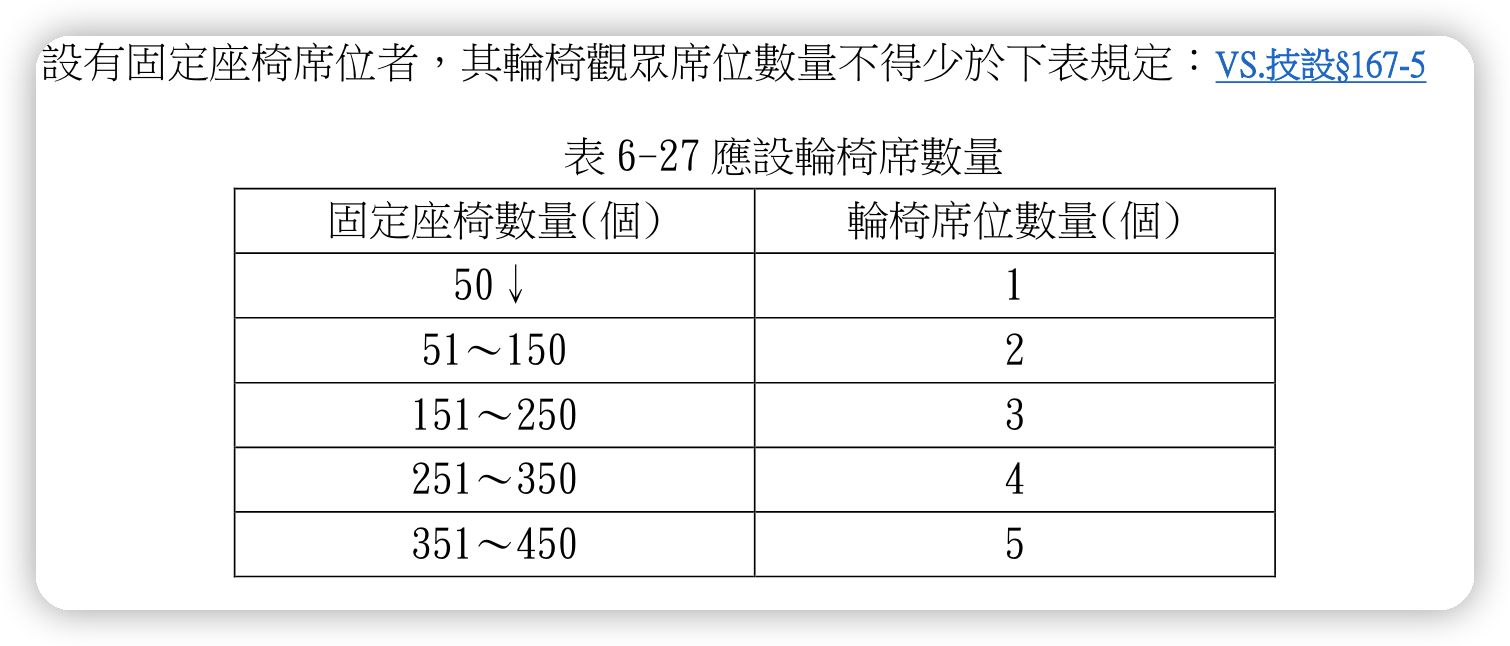 設有固定座椅席位者，其輪椅觀眾席位數量不得少於下表規定：VS.技設§167-5
表 6-27 應設輪椅席數量
固定座椅數量(個) 輪椅席位數量(個)
50↓ 1
51～150 2
151～250 3
251～350 4
351～450 5